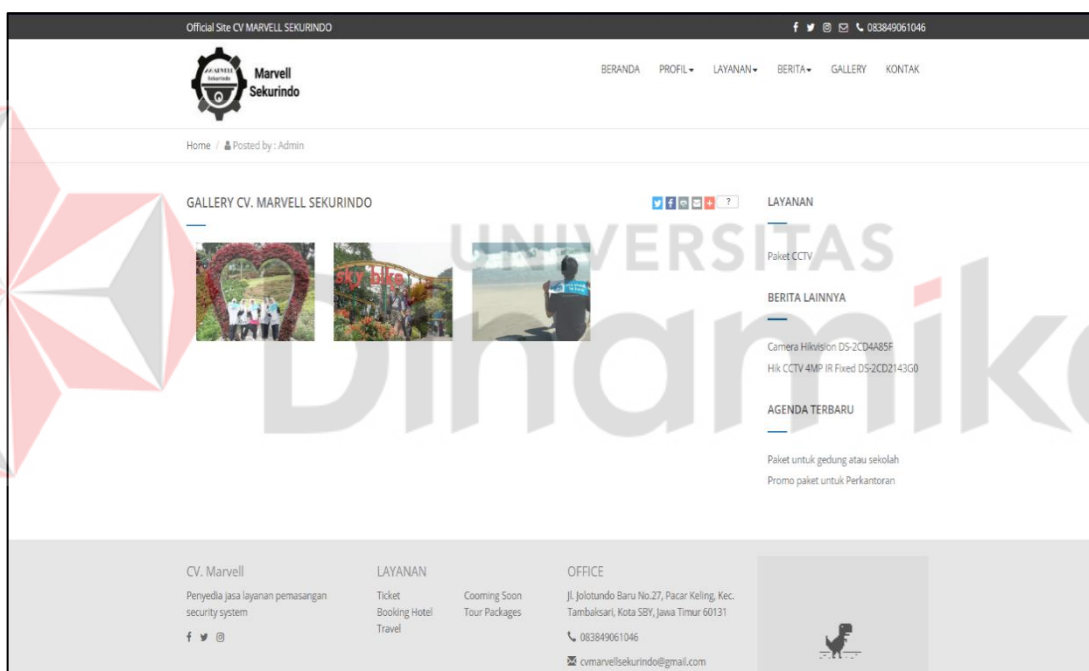 Official Site CV MARVELL SEKURINDO
083849061046
MARVELL
Sekurindo
Marvell
Sekurindo
BERANDA PROFIL LAYANAN BERITA GALLERY KONTAK
Home / Posted by : Admin
GALLERY CV. MARVELL SEKURINDO
?
sky bike
LAYANAN
Paket CCTV
BERITA LAINNYA
Camera Hikvision DS-2CD4A85F
Hik CCTV 4MP IR Fixed DS-2CD2143G0
AGENDA TERBARU
Paket untuk gedung atau sekolah
Promo paket untuk Perkantoran
UNIVERSITAS
Dinamika
CV. Marvell
Penyedia jasa layanan pemasangan
security system
LAYANAN
Ticket
Booking Hotel
Travel
Cooming Soon
Tour Packages
OFFICE
Jl. Jolotundo Baru No.27, Pacar Keling, Kec.
Tambaksari, Kota SBY, Jawa Timur 60131
083849061046
cvmarvellsekurindo@gmail.com